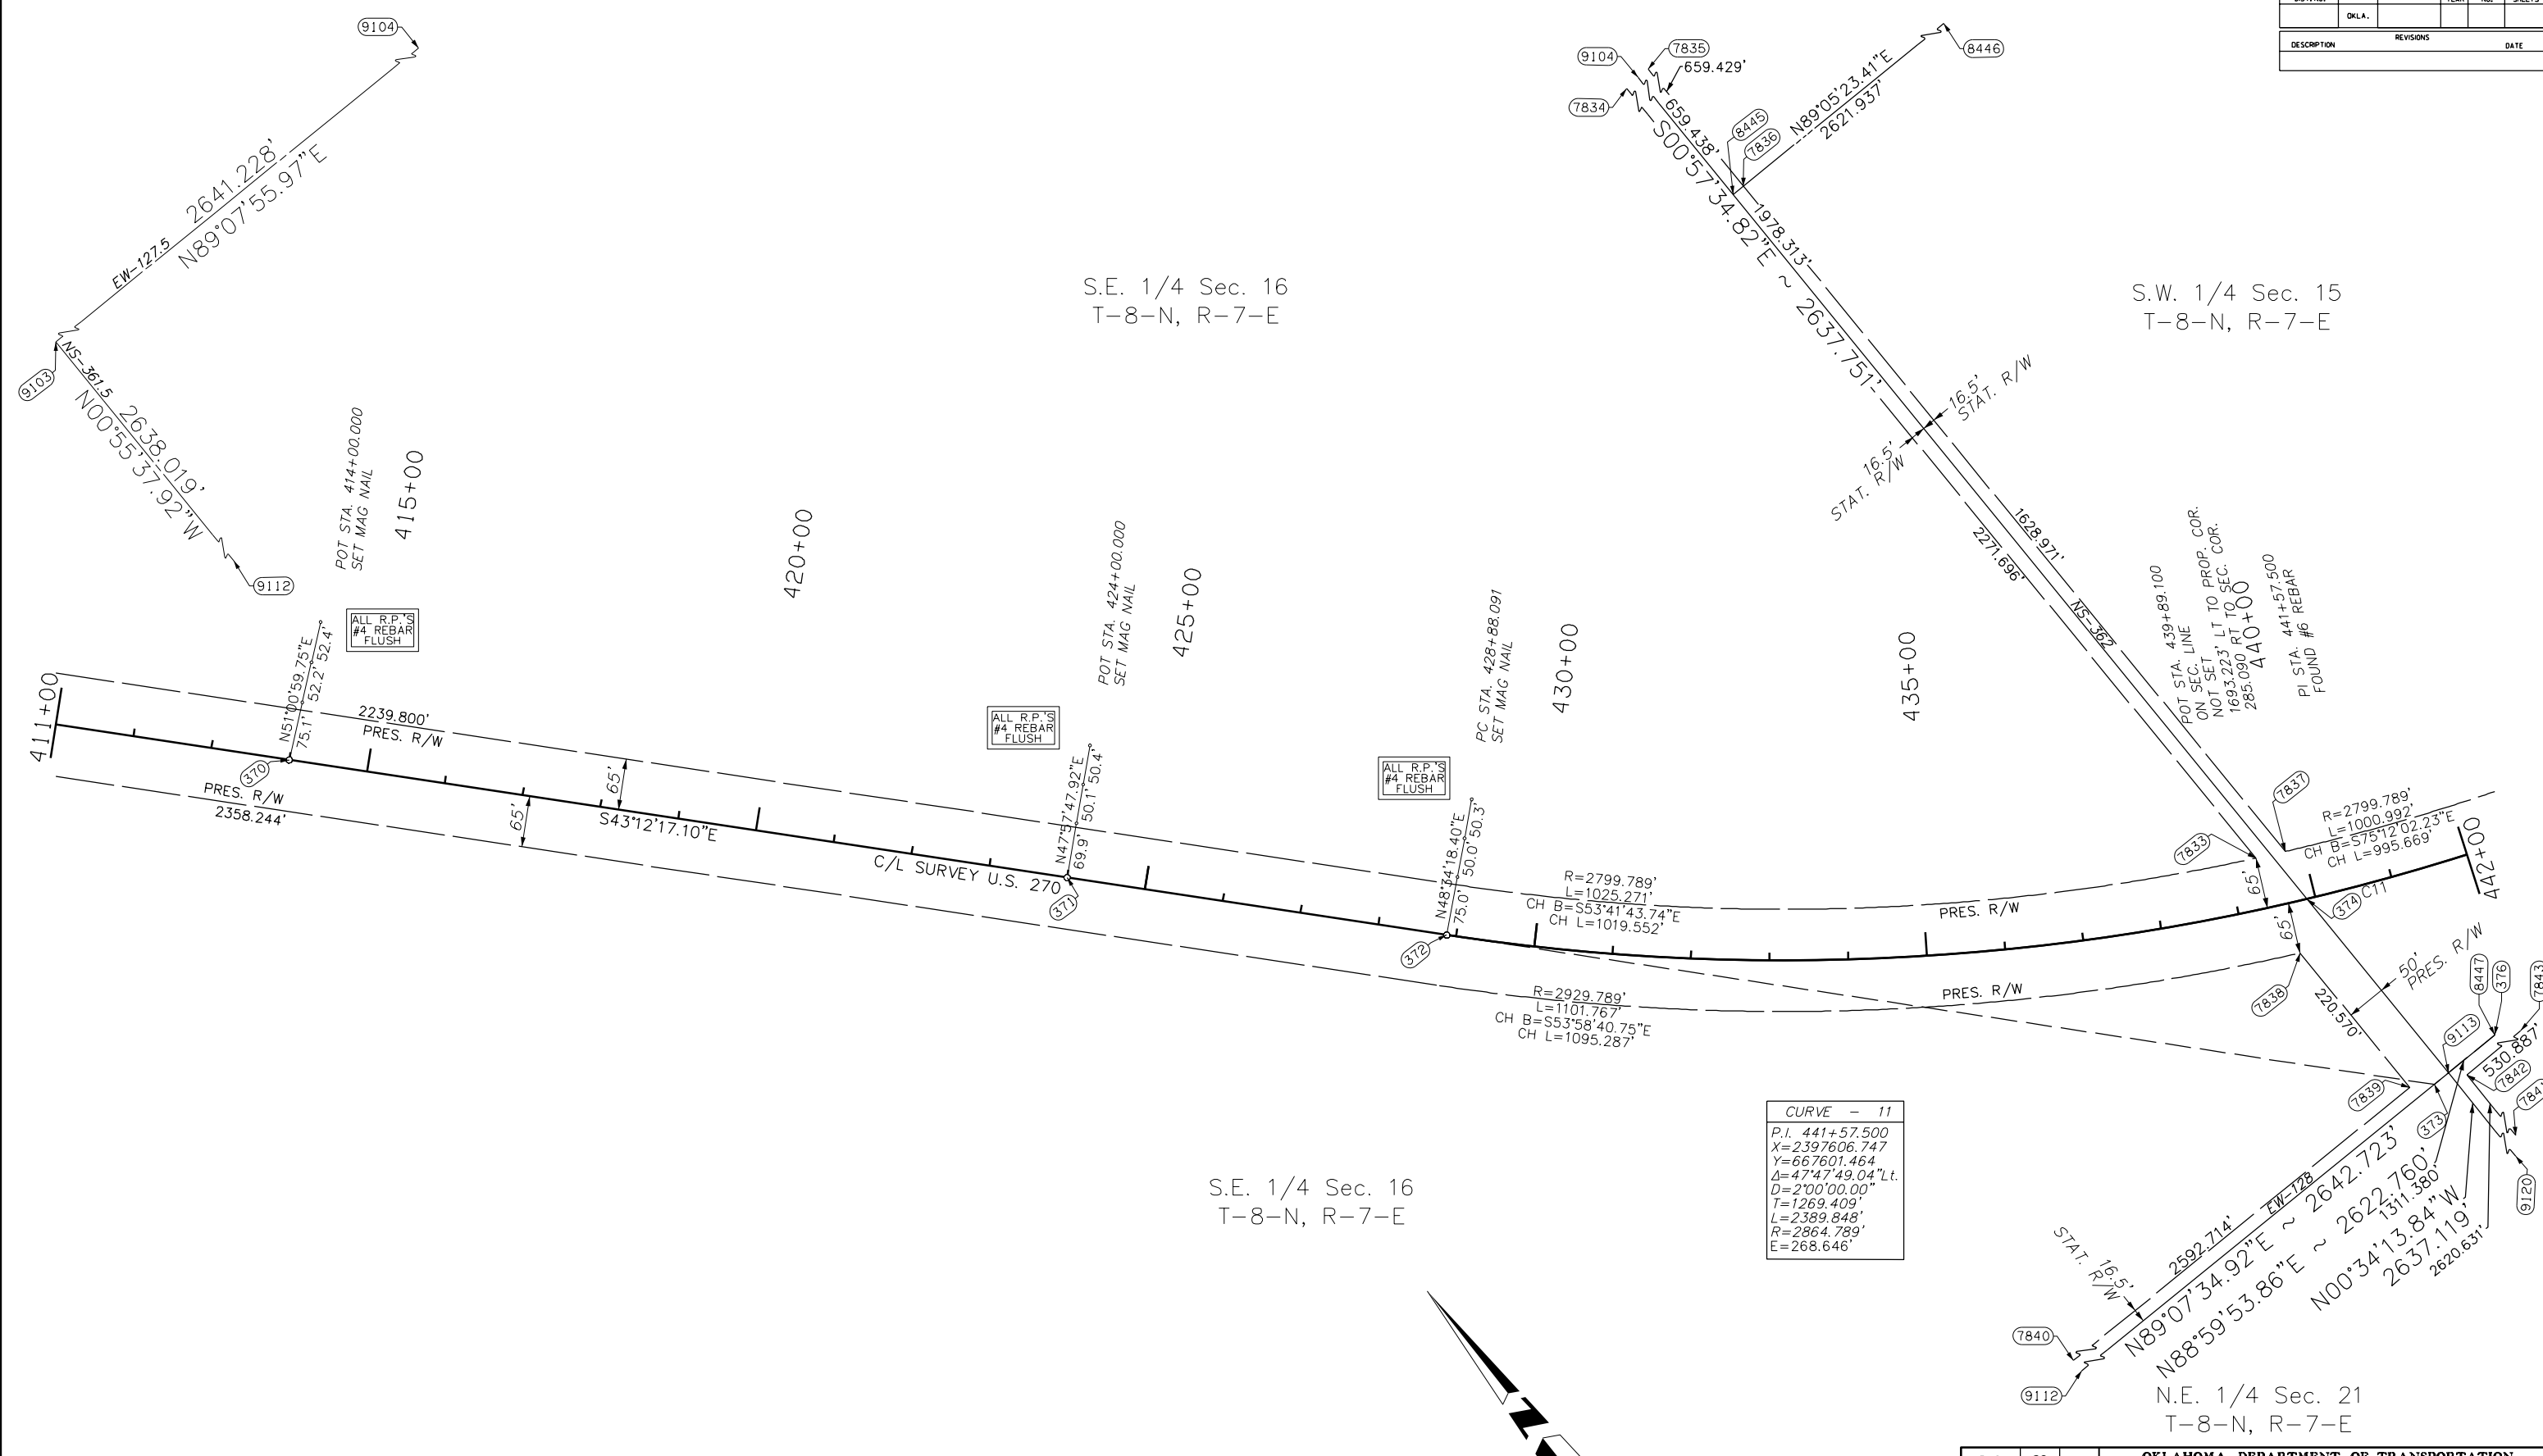 OKLA.
DESCRIPTION
REVISIONS
DATE
9104
2641.228'
EW-127.5
N89°07'55.97"E
9103
NS-361.5
2638.019'
N00°55'37.92"W
9112
9104
7835
659.429'
7834
659.438'
8445
7836
N89°05'23.41"E
2621.937'
8446
S00°57'34.82"E ~ 2637.751'
1978.313'
S.E. 1/4 Sec. 16
T-8-N, R-7-E
S.W. 1/4 Sec. 15
T-8-N, R-7-E
16.5'
STAT. R/W
16.5'
STAT. R/W
1628.971'
2271.696'
NS-362
POT STA. 414+00.000
SET MAG NAIL
415+00
420+00
POT STA. 424+00.000
SET MAG NAIL
425+00
PC STA. 428+88.091
SET MAG NAIL
430+00
435+00
POT STA. 439+89.100
ON SEC. LINE
NOT SET
1693.223' LT TO PROP. COR.
285.090 RT TO SEC. COR.
440+00
PI STA. 441+57.500
FOUND #6 REBAR
ALL R.P.'S
#4 REBAR
FLUSH
ALL R.P.'S
#4 REBAR
FLUSH
ALL R.P.'S
#4 REBAR
FLUSH
411+00
N51°00'59.75"E
75.1' 52.2' 52.4'
370
2239.800'
PRES. R/W
PRES. R/W
2358.244'
65'
65'
S43°12'17.10"E
C/L SURVEY U.S. 270
N47°57'47.92"E
69.9' 50.1' 50.4'
371
N48°34'18.40"E
75.0' 50.0' 50.3'
372
R=2799.789'
L=1025.271'
CH B=S53°41'43.74"E
CH L=1019.552'
PRES. R/W
R=2929.789'
L=1101.767'
CH B=S53°58'40.75"E
CH L=1095.287'
PRES. R/W
7837
R=2799.789'
L=1000.992'
CH B=S75°12'02.23"E
CH L=995.669'
7833
65'
65'
374
C11
442+00
7838
220.570'
50'
PRES. R/W
8447
376
7843
9113
530.887'
7842
7839
373
9120
CURVE - 11
P.I. 441+57.500
X=2397606.747
Y=667601.464
Δ=47°47'49.04"Lt.
D=2°00'00.00"
T=1269.409'
L=2389.848'
R=2864.789'
E=268.646'
S.E. 1/4 Sec. 16
T-8-N, R-7-E
2592.714'
EW-128
16.5'
STAT. R/W
N89°07'34.92"E ~ 2642.723'
N88°59'53.86"E ~ 2622.760'
1311.380'
N00°34'13.84"W
2637.119'
2620.631'
7840
9112
N.E. 1/4 Sec. 21
T-8-N, R-7-E
N
OKLAHOMA DEPARTMENT OF TRANSPORTATION